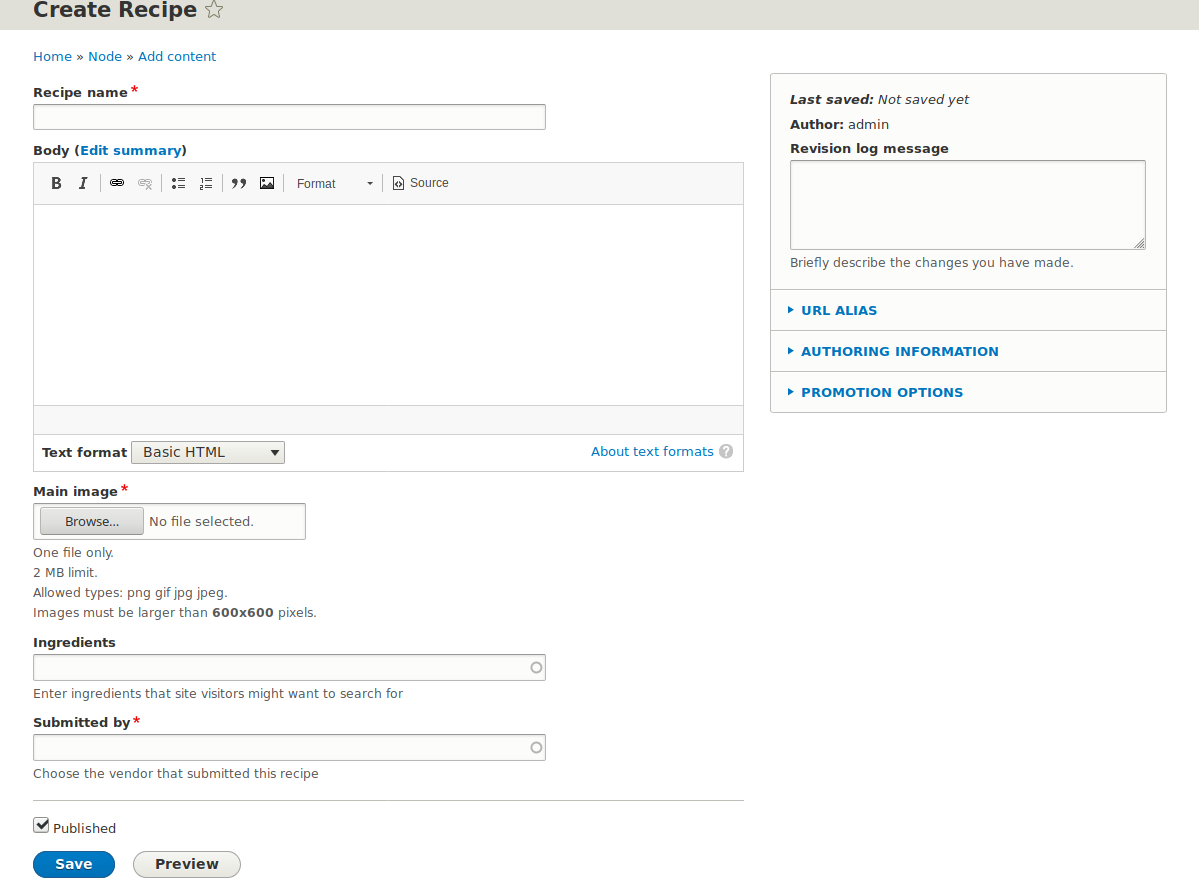 Create Recipe
Home » Node » Add content
Recipe name *
Body (Edit summary)
B I Format Source
Text format Basic HTML About text formats ?
Main image *
Browse... No file selected.
One file only.
2 MB limit.
Allowed types: png gif jpg jpeg.
Images must be larger than 600x600 pixels.
Ingredients
Enter ingredients that site visitors might want to search for
Submitted by *
Choose the vendor that submitted this recipe
Published
Save Preview
Last saved: Not saved yet
Author: admin
Revision log message
Briefly describe the changes you have made.
URL ALIAS
AUTHORING INFORMATION
PROMOTION OPTIONS